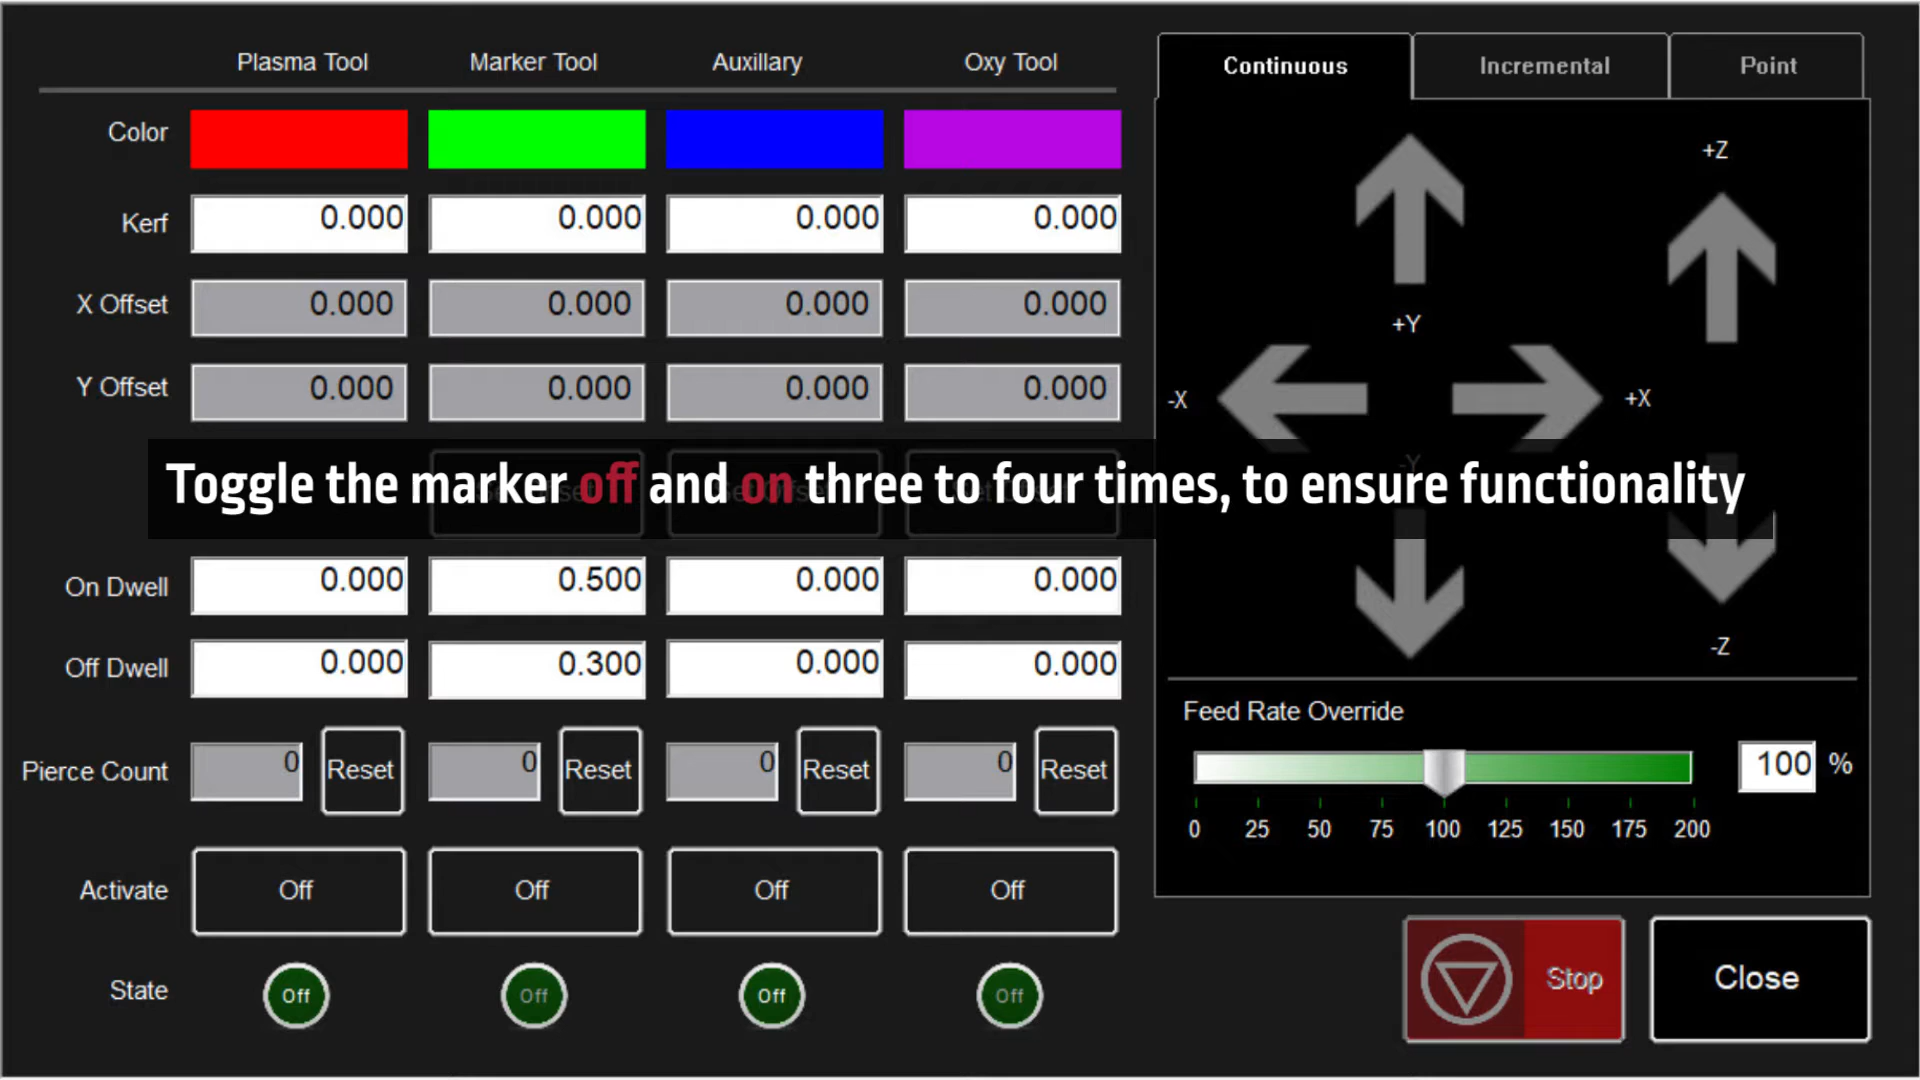 Plasma Tool Marker Tool Auxillary Oxy Tool
Color
Kerf 0.000 0.000 0.000 0.000
X Offset 0.000 0.000 0.000 0.000
Y Offset 0.000 0.000 0.000 0.000
Toggle the marker off and on three to four times, to ensure functionality
On Dwell 0.000 0.500 0.000 0.000
Off Dwell 0.000 0.300 0.000 0.000
Pierce Count 0 Reset 0 Reset 0 Reset 0 Reset
Activate Off Off Off Off
State Off Off Off Off
Continuous Incremental Point
+Z
+Y
-X +X
-Y
-Z
Feed Rate Override
100 %
0 25 50 75 100 125 150 175 200
Stop Close